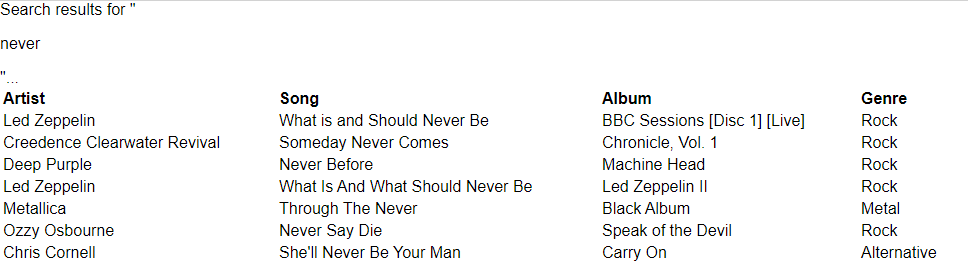 Search results for "
never
"...
Artist Song Album Genre
Led Zeppelin What is and Should Never Be BBC Sessions [Disc 1] [Live] Rock
Creedence Clearwater Revival Someday Never Comes Chronicle, Vol. 1 Rock
Deep Purple Never Before Machine Head Rock
Led Zeppelin What Is And What Should Never Be Led Zeppelin II Rock
Metallica Through The Never Black Album Metal
Ozzy Osbourne Never Say Die Speak of the Devil Rock
Chris Cornell She'll Never Be Your Man Carry On Alternative